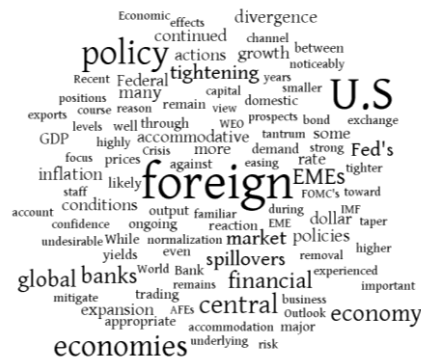 Economic effects divergence
continued channel
policy actions growth between
noticeably
Recent Federal tightening years U.S
many capital smaller
positions domestic
exports course reason remain view WEO prospects bond exchange
levels well through tantrum some
GDP highly accommodative
Crisis more demand strong Fed's
focus prices against easing rate tighter
inflation likely foreign EMEs
staff FOMC's toward
conditions output familiar during IMF
account dollar taper
confidence ongoing reaction EME
undesirable While normalization market policies
yields even spillovers removal higher
global banks World Bank experienced
remains financial important
mitigate trading central business
expansion AFEs Outlook economy
appropriate accommodation major
economies underlying risk